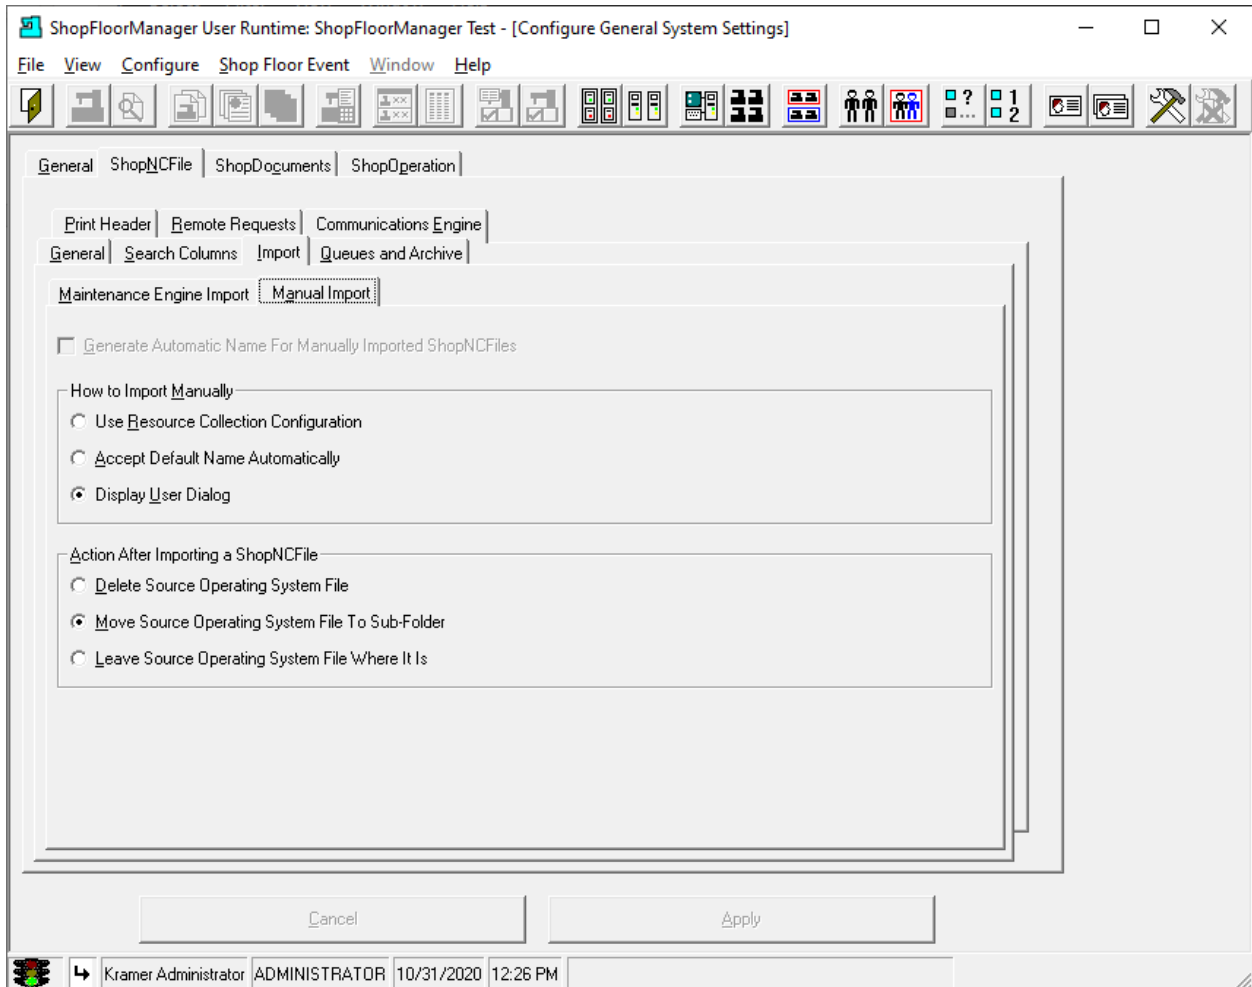 ShopFloorManager User Runtime: ShopFloorManager Test - [Configure General System Settings]
File View Configure Shop Floor Event Window Help
General ShopNCFile ShopDocuments ShopOperation
Print Header Remote Requests Communications Engine
General Search Columns Import Queues and Archive
Maintenance Engine Import Manual Import
Generate Automatic Name For Manually Imported ShopNCFiles
How to Import Manually
Use Resource Collection Configuration
Accept Default Name Automatically
Display User Dialog
Action After Importing a ShopNCFile
Delete Source Operating System File
Move Source Operating System File To Sub-Folder
Leave Source Operating System File Where It Is
Cancel Apply
Kramer Administrator ADMINISTRATOR 10/31/2020 12:26 PM